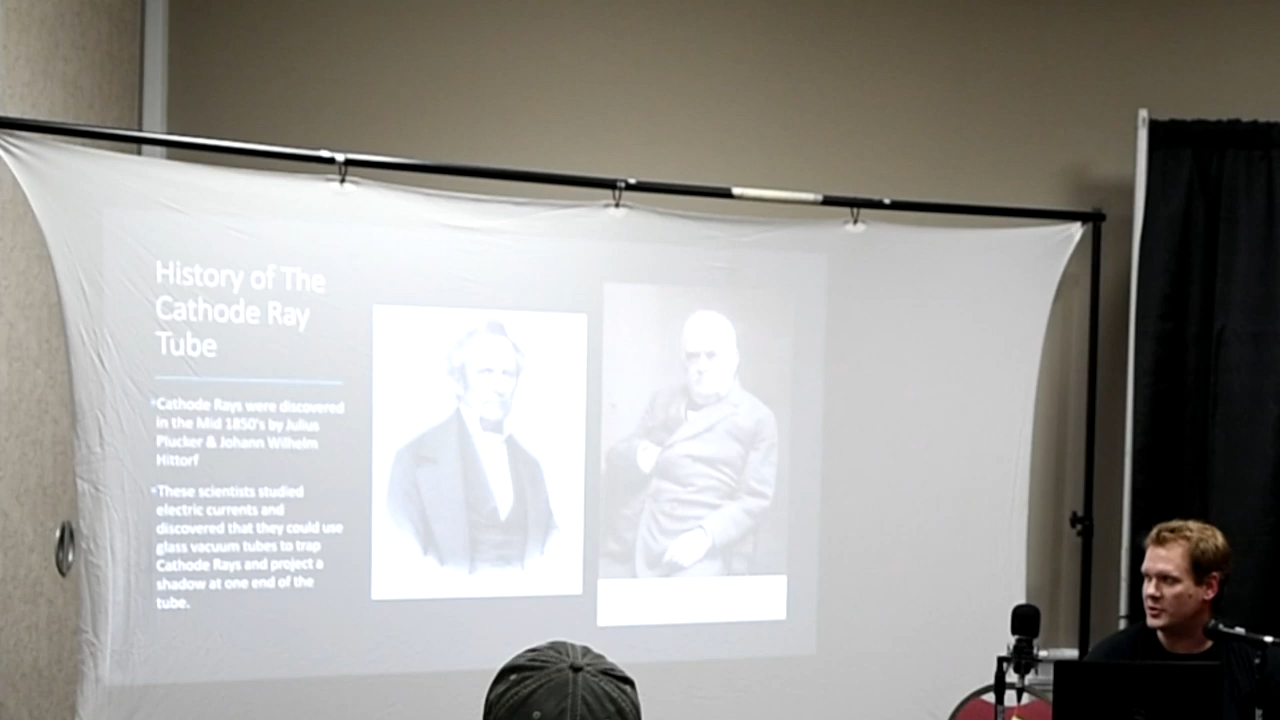 History of The
Cathode Ray
Tube
•Cathode Rays were discovered
in the Mid 1850's by Julius
Plucker & Johann Wilhelm
Hittorf
•These scientists studied
electric currents and
discovered that they could use
glass vacuum tubes to trap
Cathode Rays and project a
shadow at one end of the
tube.